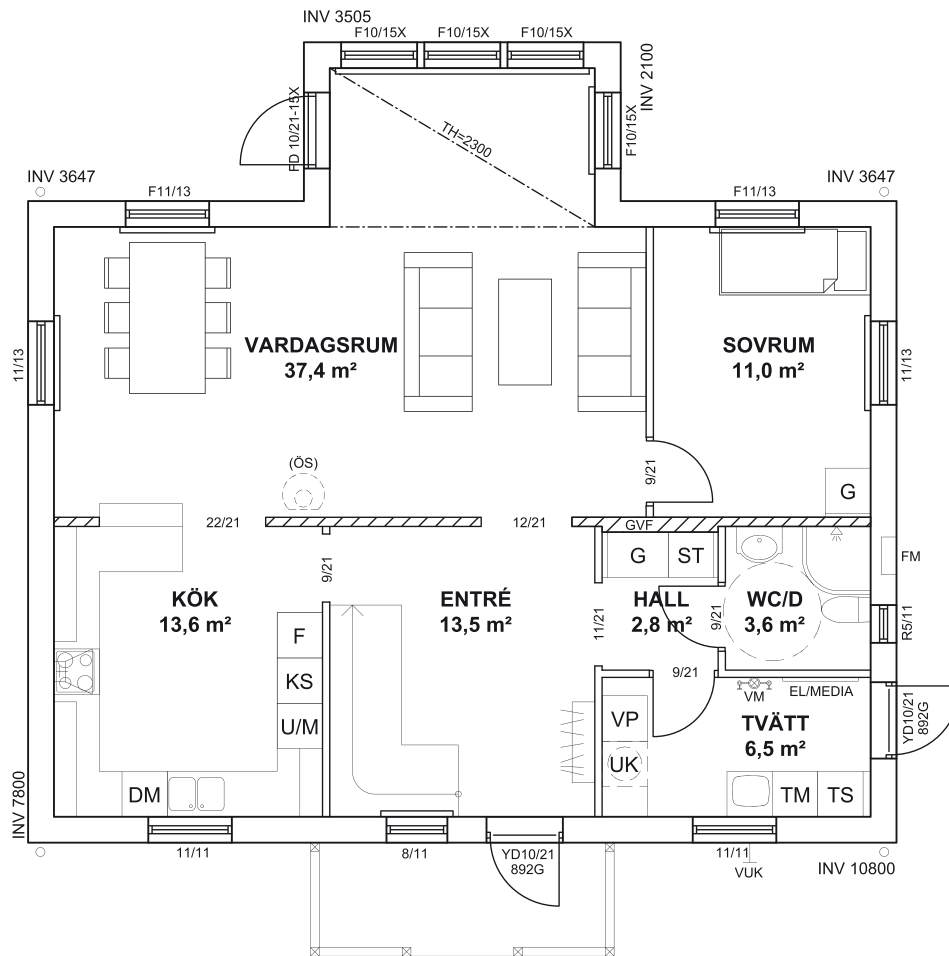 INV 3505
F10/15X F10/15X F10/15X
INV 2100
FD 10/21-15X
F10/15X
TH=2300
INV 3647
INV 3647
F11/13
F11/13
11/13
VARDAGSRUM
37,4 m²
SOVRUM
11,0 m²
11/13
(ÖS)
9/21
G
22/21
12/21
GVF
9/21
G
ST
FM
KÖK
13,6 m²
ENTRÉ
13,5 m²
11/21
HALL
2,8 m²
9/21
WC/D
3,6 m²
R5/11
F
KS
U/M
9/21
VM
EL/MEDIA
VP
UK
TVÄTT
6,5 m²
YD10/21
892G
DM
TM
TS
INV 7800
11/11
8/11
YD10/21
892G
11/11
VUK
INV 10800